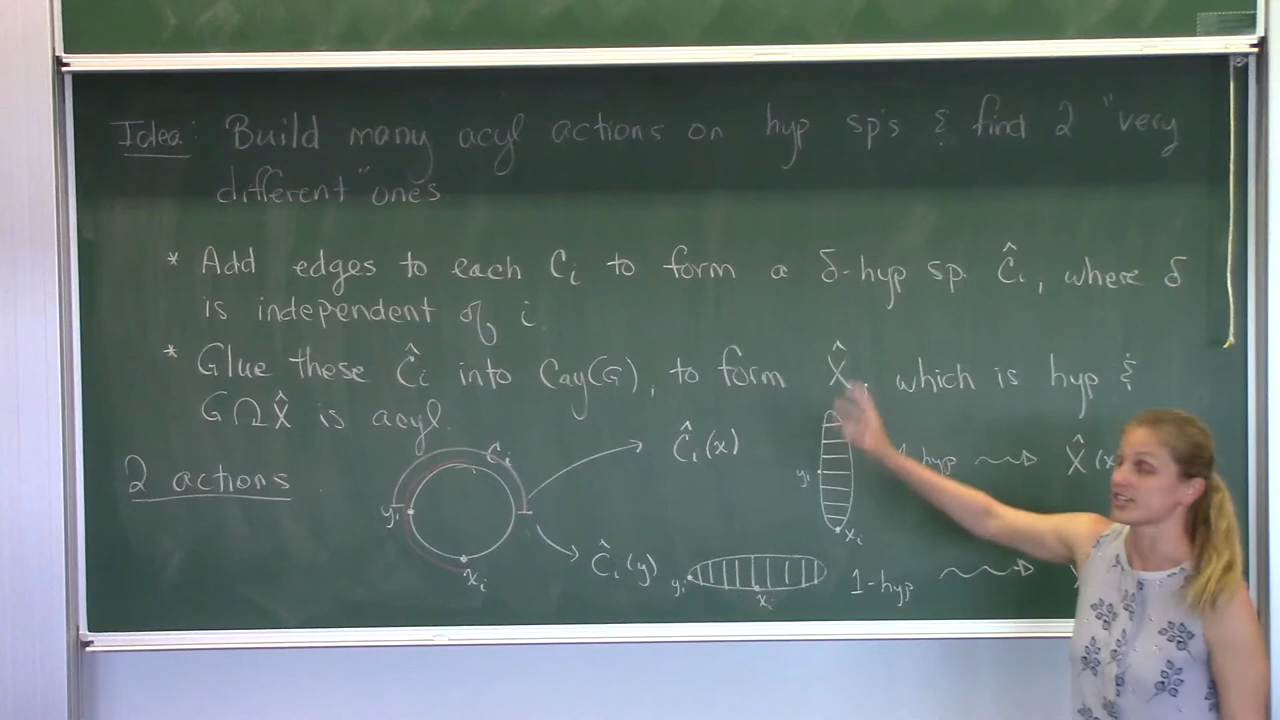 Idea: Build many acyl actions on hyp sp's & find 2 "very
different" ones.
* Add edges to each Ci to form a δ-hyp sp. Ĉi, where δ
is independent of i.
* Glue these Ĉi into Cay(G), to form X̂, which is hyp &
G↷X̂ is acyl.
2 actions
Ci
yi
xi
Ĉi(x)
yi
xi
1-hyp ⇝ X̂(x
Ĉi(y)
yi
xi
1-hyp ⇝